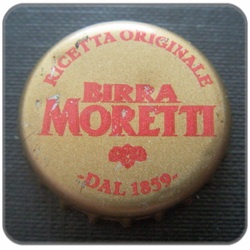 RICETTA ORIGINALE
BIRRA
MORETTI
-DAL 1859-